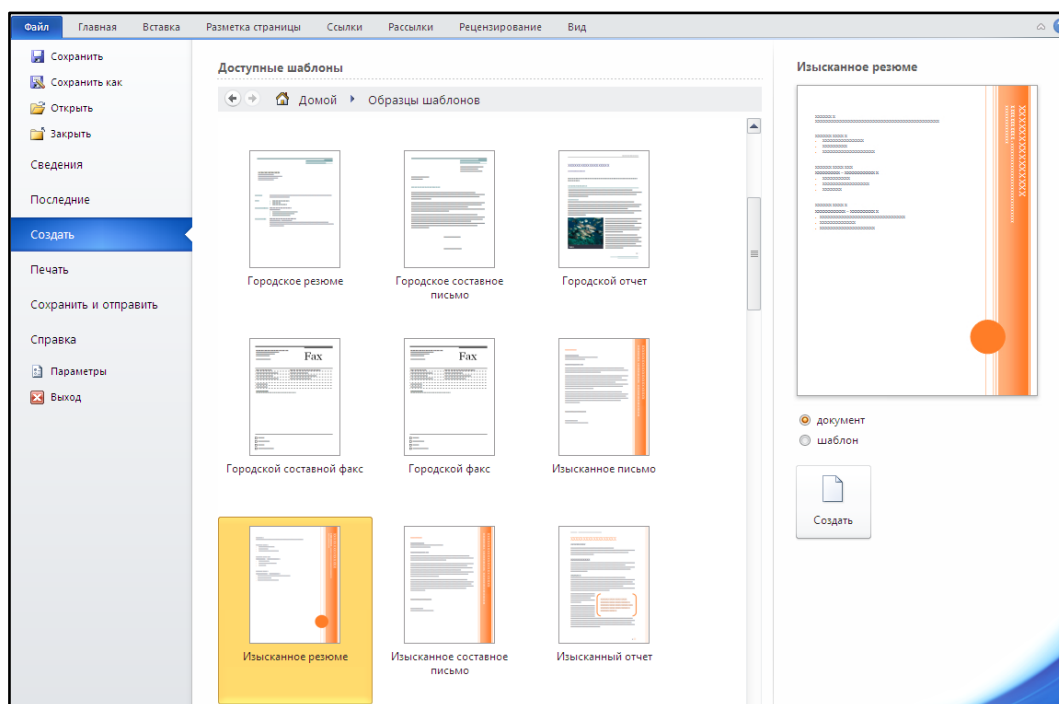 Файл Главная Вставка Разметка страницы Ссылки Рассылки Рецензирование Вид
Сохранить
Сохранить как
Открыть
Закрыть
Сведения
Последние
Создать
Печать
Сохранить и отправить
Справка
Параметры
Выход
Доступные шаблоны
Домой Образцы шаблонов
Городское резюме
Городское составное
письмо
Городской отчет
Fax
Fax
Городской составной факс
Городской факс
Изысканное письмо
Изысканное резюме
Изысканное составное
письмо
Изысканный отчет
Изысканное резюме
документ
шаблон
Создать